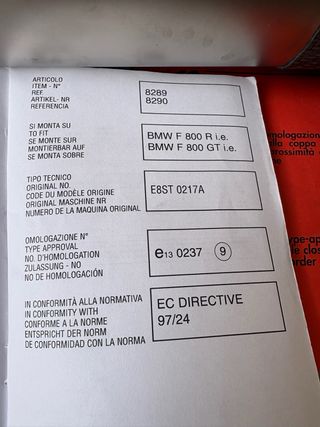 ARTICOLO
ITEM - N°
REF.
ARTIKEL- NR
REFERENCIA
8289
8290
SI MONTA SU
TO FIT
SE MONTE SUR
MONTIERBAR AUF
SE MONTA SOBRE
BMW F 800 R i.e.
BMW F 800 GT i.e.
TIPO TECNICO
ORIGINAL NO.
CODE DU MODÈLE ORIGINE
ORIGINAL MASCHINE NR
NUMERO DE LA MAQUINA ORIGINAL
E8ST 0217A
OMOLOGAZIONE N°
TYPE APPROVAL
NO. D'HOMOLOGATION
ZULASSUNG - NO
NO DE HOMOLOGACIÓN
e13 0237 9
IN CONFORMITÀ ALLA NORMATIVA
IN CONFORMITY WITH
CONFORME A LA NORME
ENTSPRICHT DER NORM
DE CONFORMIDAD CON LA NORMA
EC DIRECTIVE
97/24
omologazion
la coppa